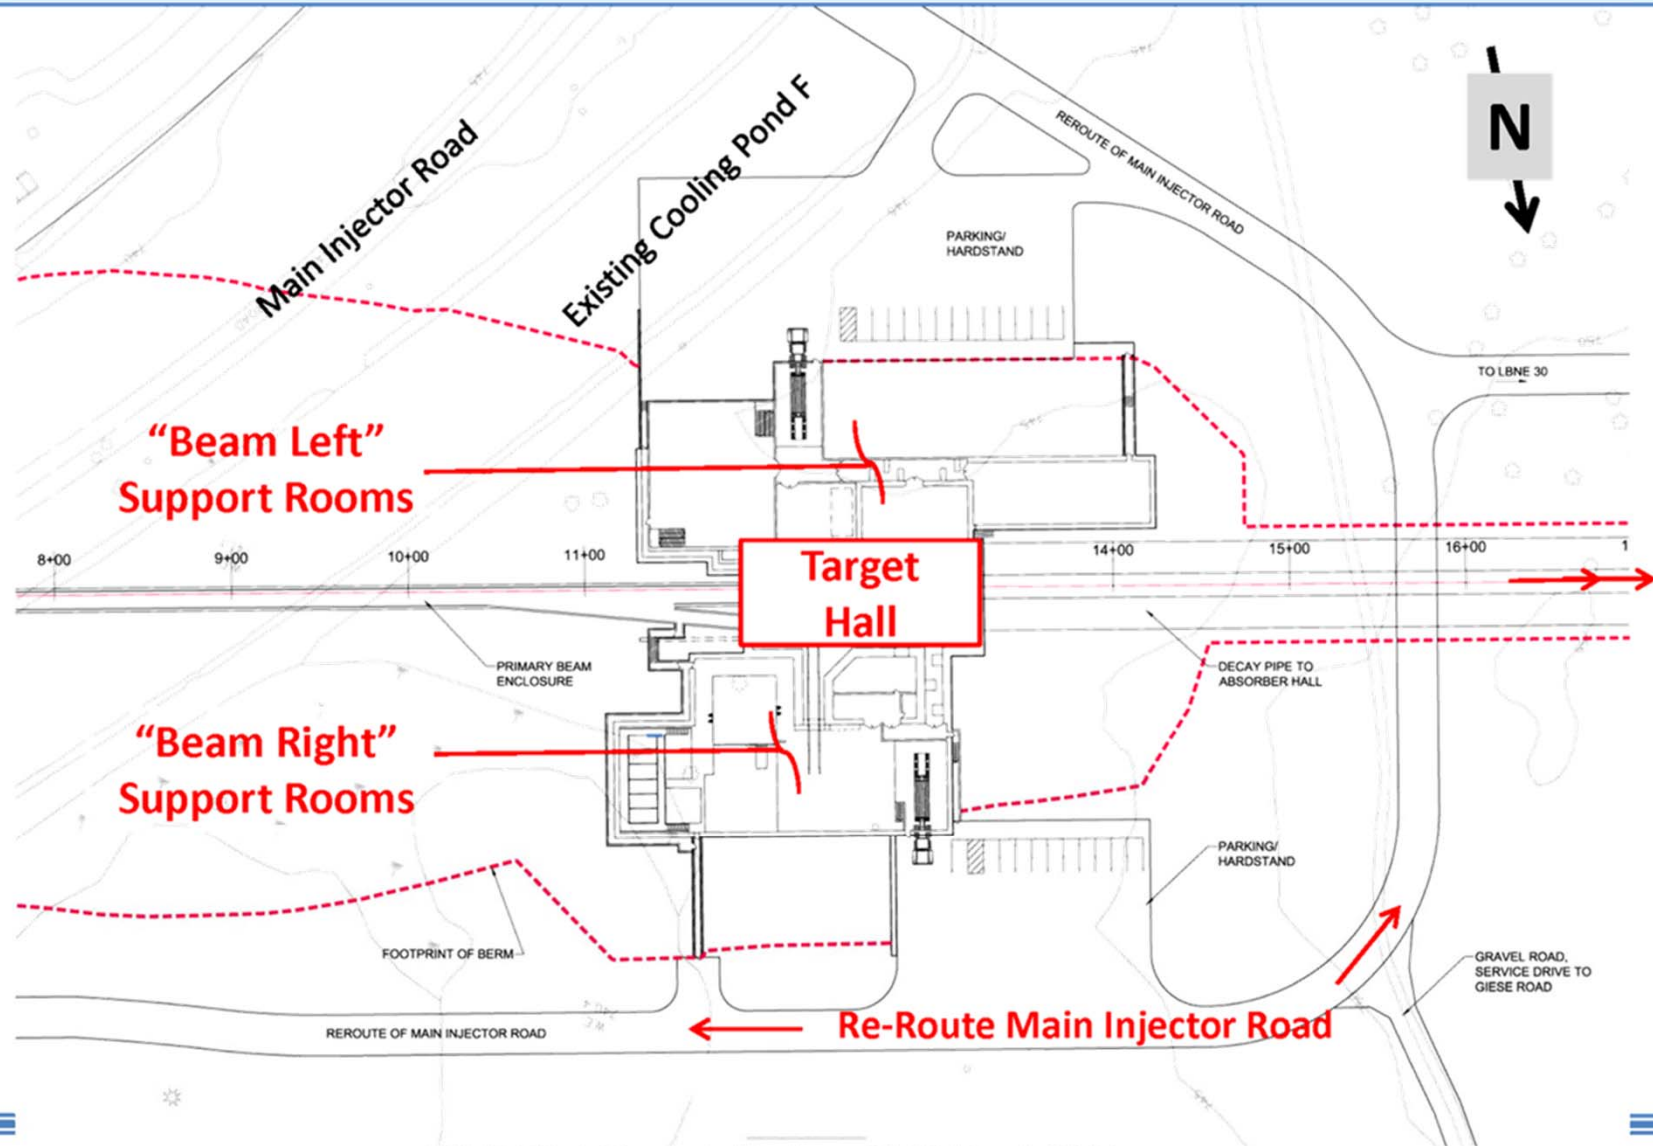 N
REROUTE OF MAIN INJECTOR ROAD
Main Injector Road
Existing Cooling Pond F
PARKING/
HARDSTAND
TO LBNE 30
“Beam Left”
Support Rooms
8+00
9+00
10+00
11+00
14+00
15+00
16+00
1
Target
Hall
PRIMARY BEAM
ENCLOSURE
DECAY PIPE TO
ABSORBER HALL
“Beam Right”
Support Rooms
PARKING/
HARDSTAND
FOOTPRINT OF BERM
GRAVEL ROAD,
SERVICE DRIVE TO
GIESE ROAD
REROUTE OF MAIN INJECTOR ROAD
Re-Route Main Injector Road
745